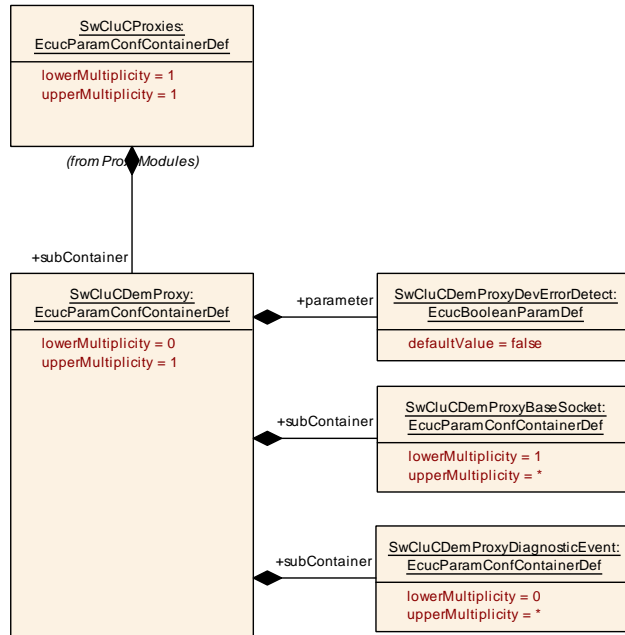 SwCluCProxies:
EcucParamConfContainerDef
lowerMultiplicity = 1
upperMultiplicity = 1
(from ProxyModules)
+subContainer
SwCluCDemProxy:
EcucParamConfContainerDef
lowerMultiplicity = 0
upperMultiplicity = 1
+parameter
SwCluCDemProxyDevErrorDetect:
EcucBooleanParamDef
defaultValue = false
+subContainer
SwCluCDemProxyBaseSocket:
EcucParamConfContainerDef
lowerMultiplicity = 1
upperMultiplicity = *
+subContainer
SwCluCDemProxyDiagnosticEvent:
EcucParamConfContainerDef
lowerMultiplicity = 0
upperMultiplicity = *